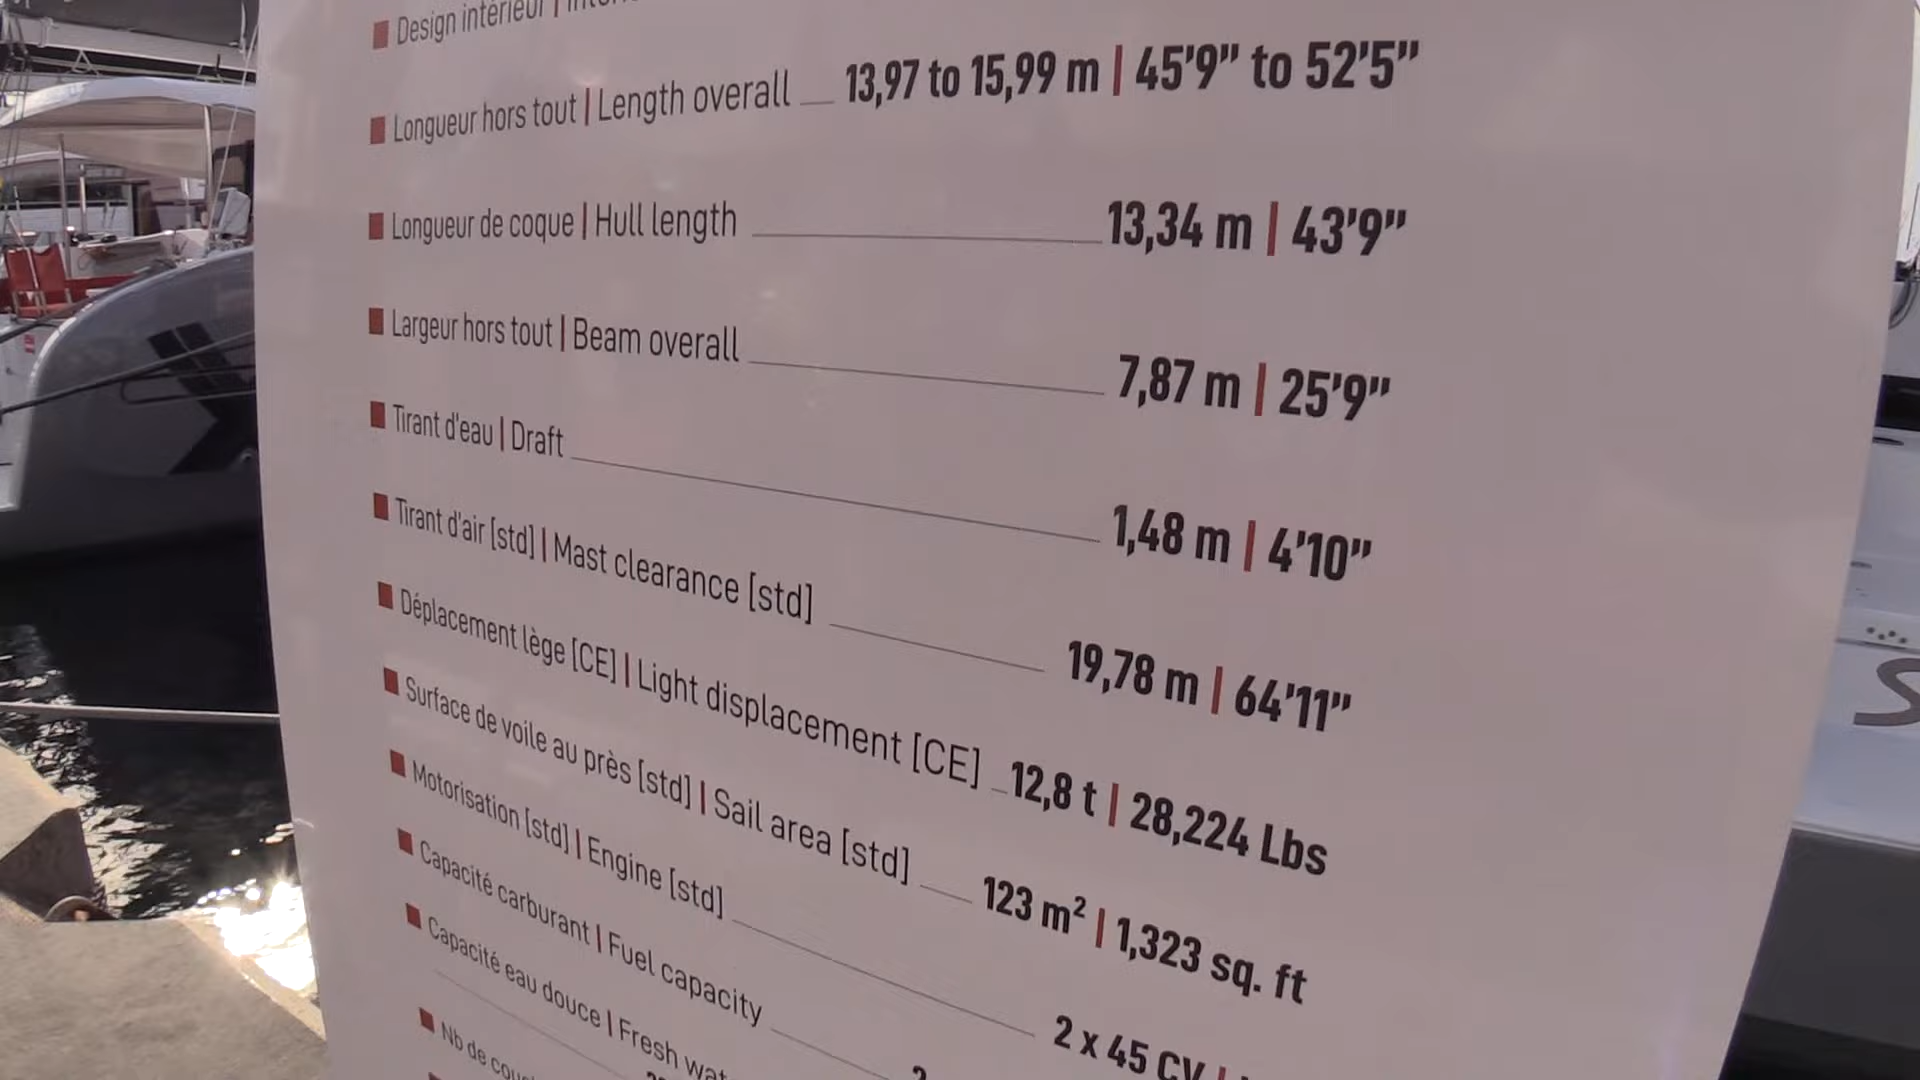 Design intérieur |
Longueur hors tout | Length overall 13,97 to 15,99 m | 45'9" to 52'5"
Longueur de coque | Hull length 13,34 m | 43'9"
Largeur hors tout | Beam overall 7,87 m | 25'9"
Tirant d'eau | Draft 1,48 m | 4'10"
Tirant d'air [std] | Mast clearance [std] 19,78 m | 64'11"
Déplacement lège [CE] | Light displacement [CE] 12,8 t | 28,224 Lbs
Surface de voile au près [std] | Sail area [std] 123 m² | 1,323 sq. ft
Motorisation [std] | Engine [std] 2 x 45 CV |
Capacité carburant | Fuel capacity
Capacité eau douce | Fresh
Nb de